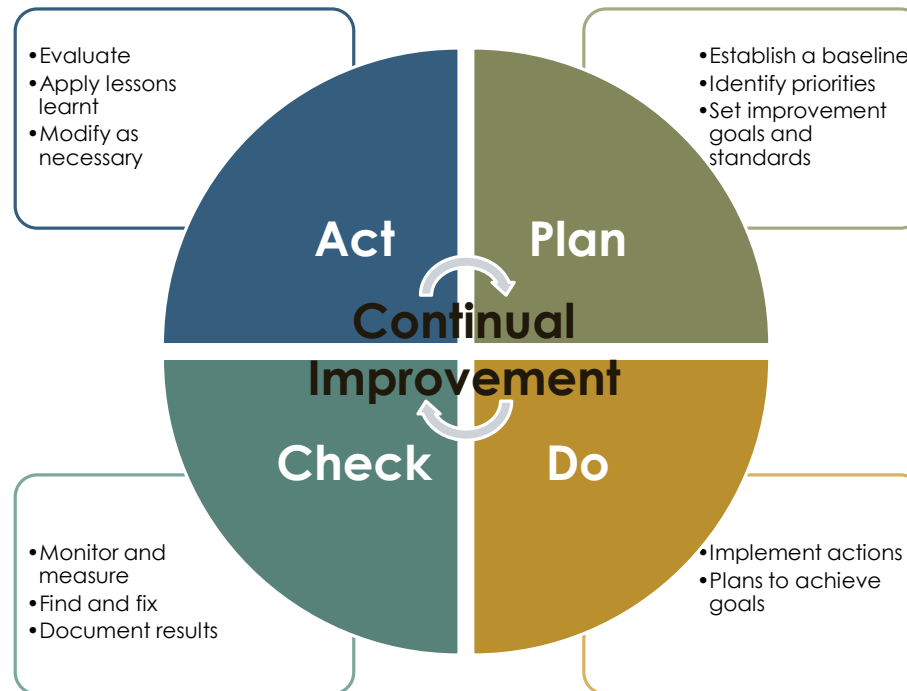 •Evaluate
•Apply lessons
learnt
•Modify as
necessary
•Establish a baseline
•Identify priorities
•Set improvement
goals and
standards
Act
Plan
Continual
Improvement
Check
Do
•Monitor and
measure
•Find and fix
•Document results
•Implement actions
•Plans to achieve
goals